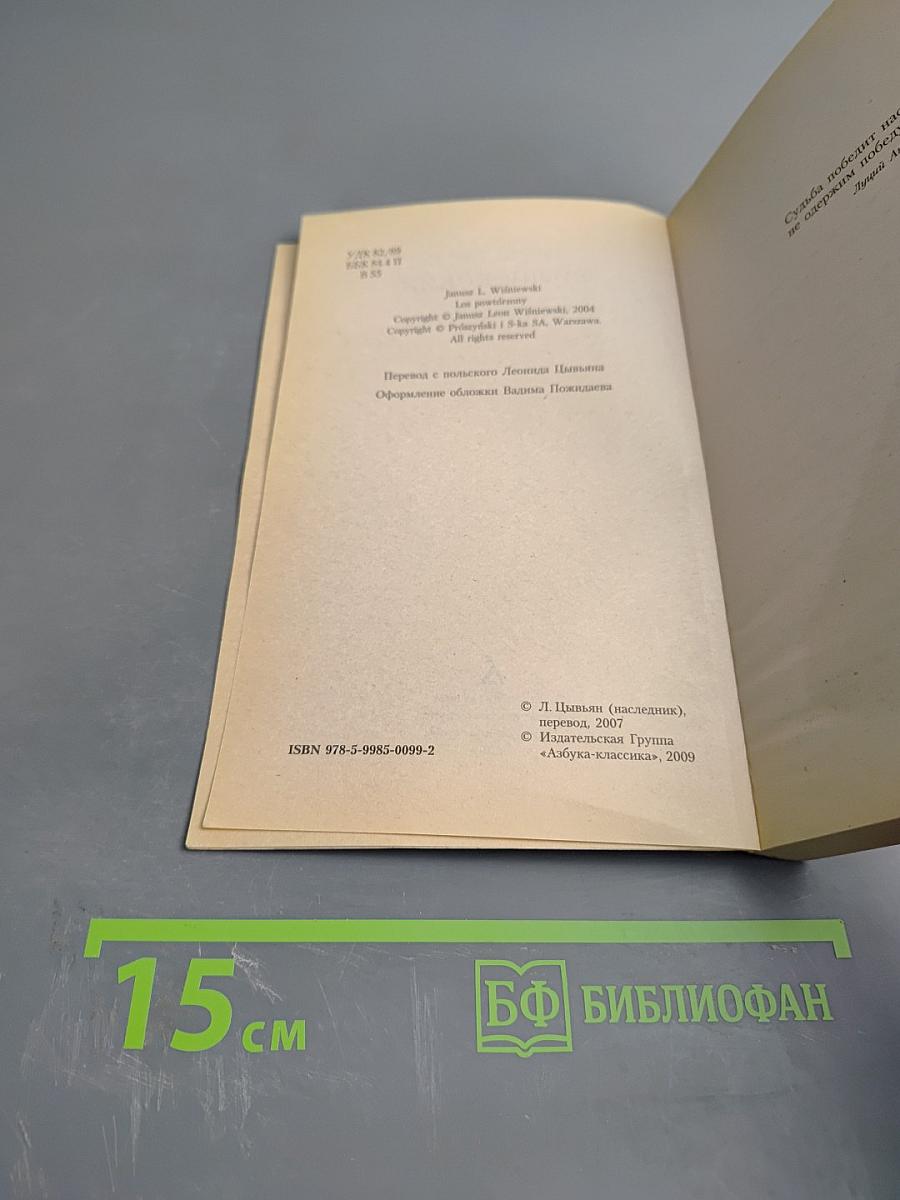 УДК 82/89
ББК 84.4 П
В 55
Janusz L. Wiśniewski
Los powtórzony
Copyright © Janusz Leon Wiśniewski, 2004
Copyright © Prószyński i S-ka SA, Warszawa.
All rights reserved
Перевод с польского Леонида Цывьяна
Оформление обложки Вадима Пожидаева
ISBN 978-5-9985-0099-2
© Л. Цывьян (наследник),
перевод, 2007
© Издательская Группа
«Азбука-классика», 2009
Судьба победит
не одержим
Луций
15 см
БФ БИБЛИОФАН